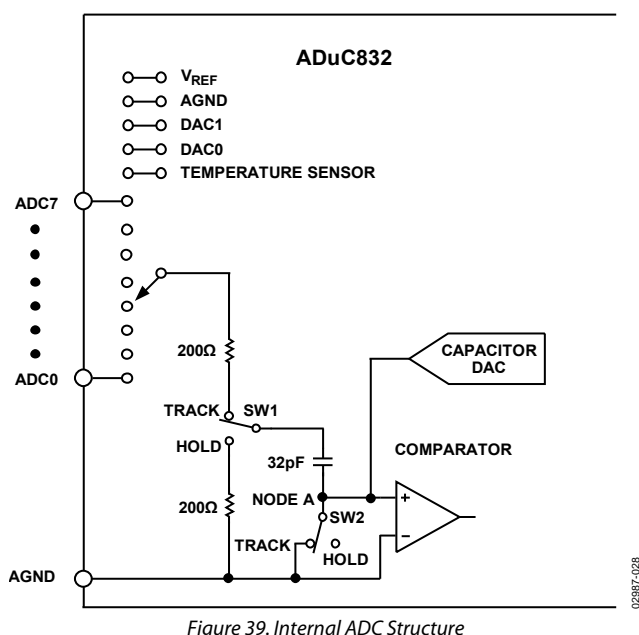 ADuC832
VREF
AGND
DAC1
DAC0
TEMPERATURE SENSOR
ADC7
200Ω
CAPACITOR
DAC
ADC0
TRACK
SW1
HOLD
COMPARATOR
32pF
NODE A
+
200Ω
SW2
–
TRACK
HOLD
AGND
02987-028
Figure 39. Internal ADC Structure